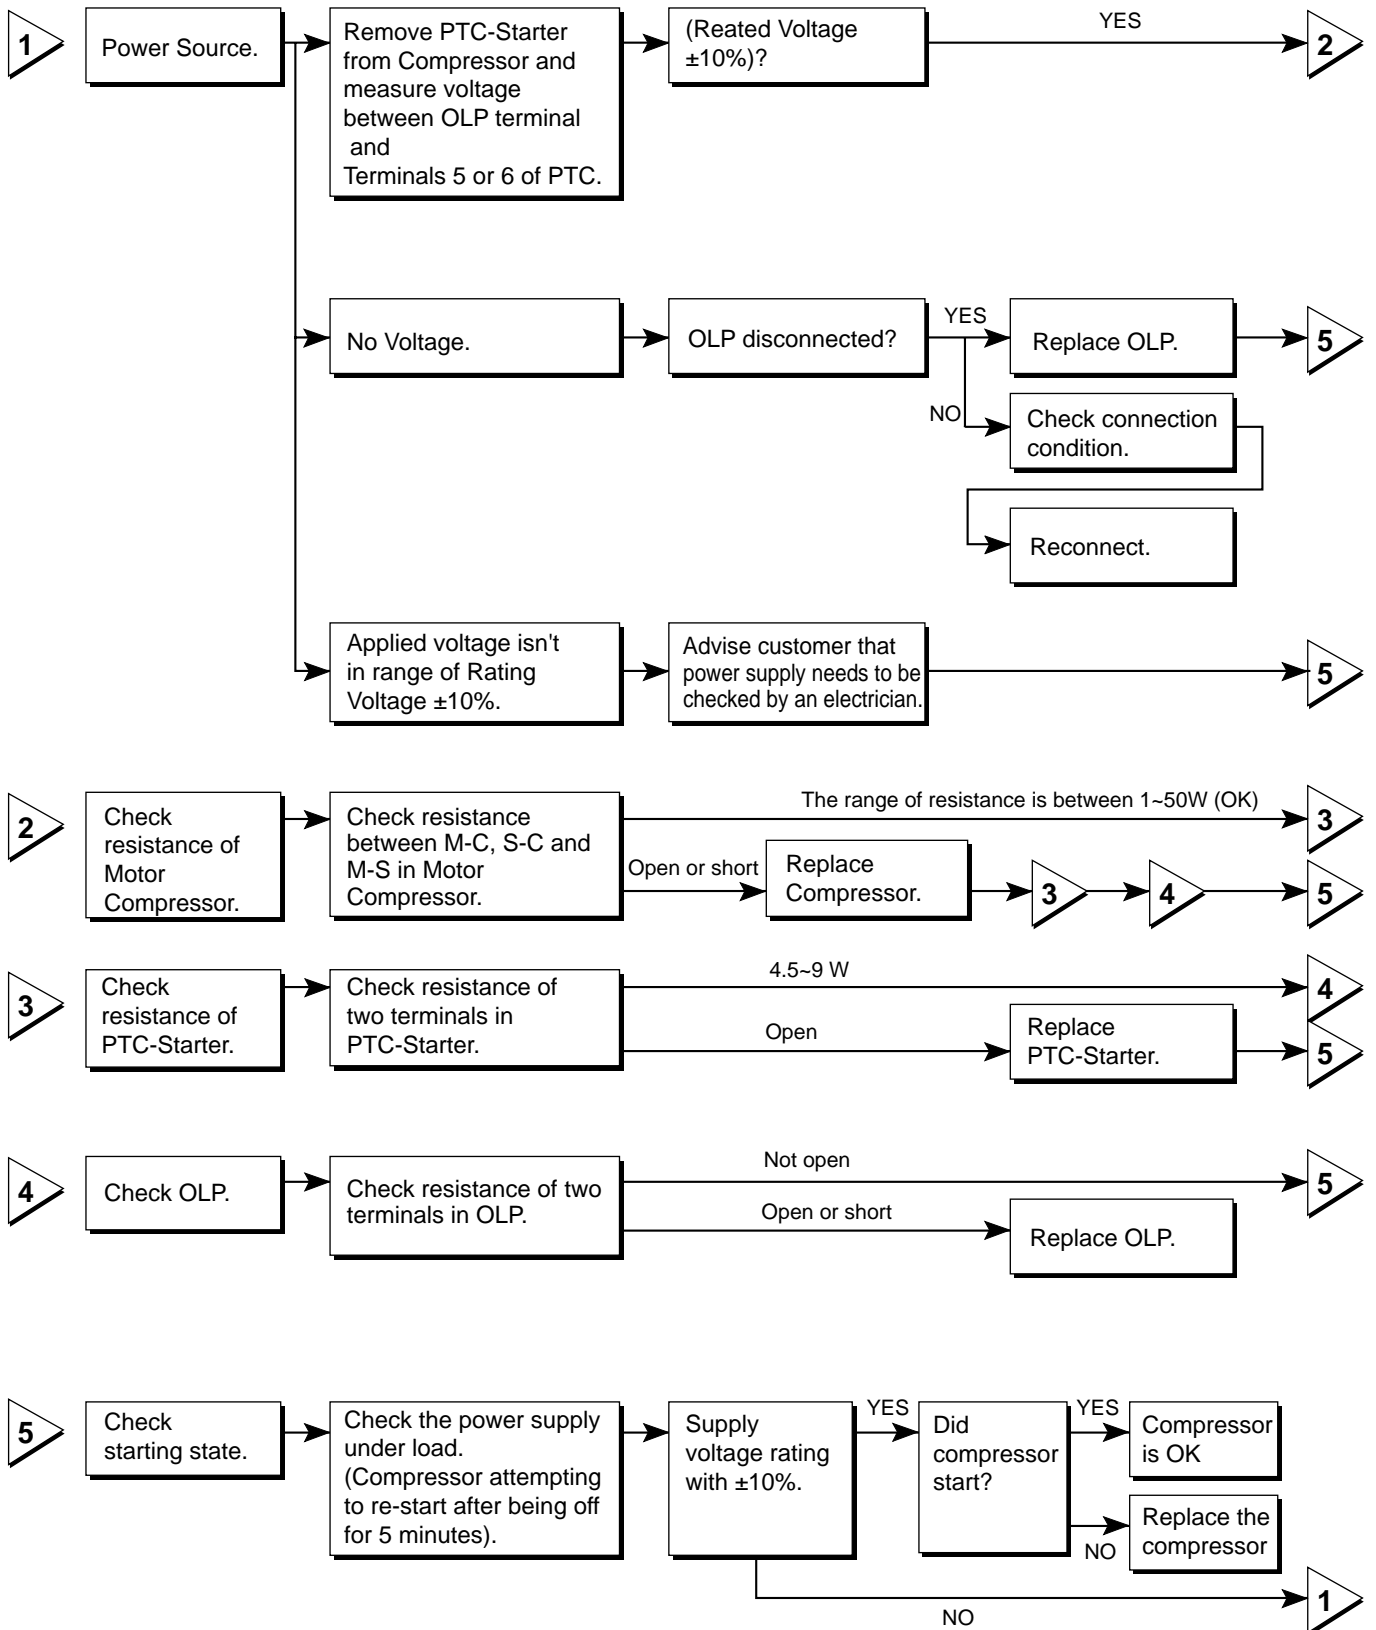 1
Power Source.
Remove PTC-Starter
from Compressor and
measure voltage
between OLP terminal
and
Terminals 5 or 6 of PTC.
(Reated Voltage
±10%)?
YES
2
No Voltage.
OLP disconnected?
YES
Replace OLP.
5
NO
Check connection
condition.
Reconnect.
Applied voltage isn't
in range of Rating
Voltage ±10%.
Advise customer that
power supply needs to be
checked by an electrician.
5
2
Check
resistance of
Motor
Compressor.
Check resistance
between M-C, S-C and
M-S in Motor
Compressor.
The range of resistance is between 1~50W (OK)
3
Open or short
Replace
Compressor.
3
4
5
3
Check
resistance of
PTC-Starter.
Check resistance of
two terminals in
PTC-Starter.
4.5~9 W
4
Open
Replace
PTC-Starter.
5
4
Check OLP.
Check resistance of two
terminals in OLP.
Not open
5
Open or short
Replace OLP.
5
Check
starting state.
Check the power supply
under load.
(Compressor attempting
to re-start after being off
for 5 minutes).
Supply
voltage rating
with ±10%.
YES
Did
compressor
start?
YES
Compressor
is OK
NO
Replace the
compressor
NO
1